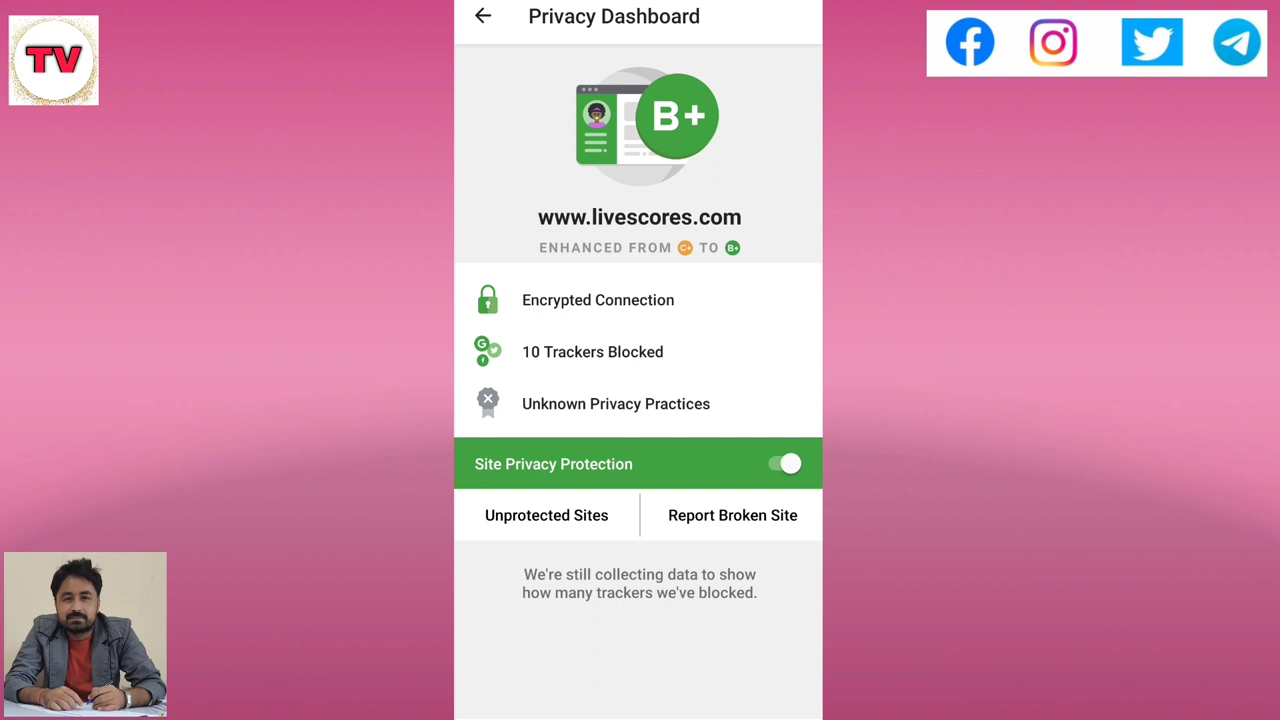 TV
Privacy Dashboard
B+
www.livescores.com
ENHANCED FROM C+ TO B+
Encrypted Connection
G
10 Trackers Blocked
Unknown Privacy Practices
Site Privacy Protection
Unprotected Sites
Report Broken Site
We're still collecting data to show
how many trackers we've blocked.